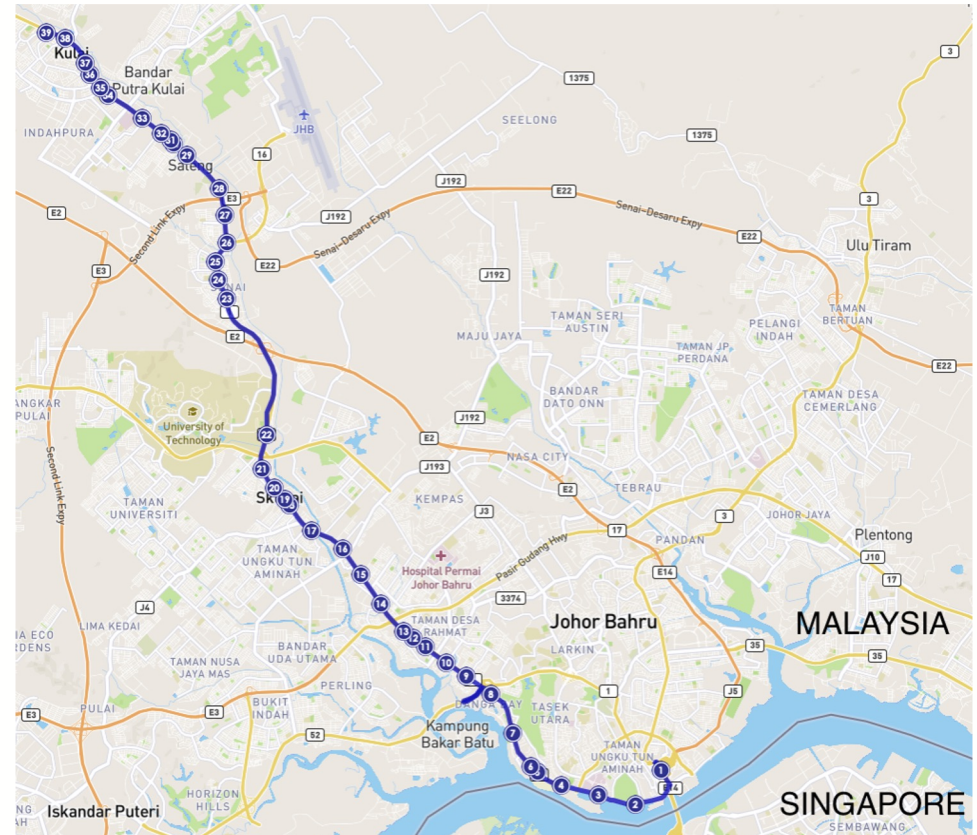 39
38
3
Kulai
37
36
Bandar
Putra Kulai
1375
35
34
JHB
SEELONG
33
INDAHPURA
32
31
1375
16
29
Saleng
28
E3
J192
E22
3
E2
Second Link Expy
27
J192
Senai-Desaru Expy
Senai-Desaru Expy
E22
26
Ulu Tiram
25
E22
E3
24
J192
23
TAMAN SERI
AUSTIN
TAMAN
BERTUAN
PELANGI
INDAH
E2
MAJU JAYA
TAMAN JP
PERDANA
E22
BANDAR
DATO ONN
TAMAN DESA
CEMERLANG
ANGKAR
PULAI
University of
Technology
J192
22
E2
NASA CITY
21
J193
Second Link Expy
20
19
E2
TEBRAU
TAMAN
UNIVERSITI
KEMPAS
J3
3
JOHOR JAYA
17
17
Plentong
PANDAN
16
Pasir Gudang Hwy
J10
TAMAN
UNGKU TUN
AMINAH
Hospital Permai
Johor Bahru
15
E14
17
3374
J4
14
LIMA KEDAI
TAMAN DESA
RAHMAT
Johor Bahru
MALAYSIA
13
12
11
BANDAR
UDA UTAMA
LARKIN
35
35
TAMAN NUSA
JAYA MAS
10
9
PERLING
1
J5
8
DANGA BAY
BUKIT
INDAH
PULAI
E3
E3
TASEK
UTARA
52
Kampung
Bakar Batu
7
TAMAN
UNGKU TUN
AMINAH
6
5
1
4
HORIZON
HILLS
3
2
Iskandar Puteri
SINGAPORE
SEMBAWANG